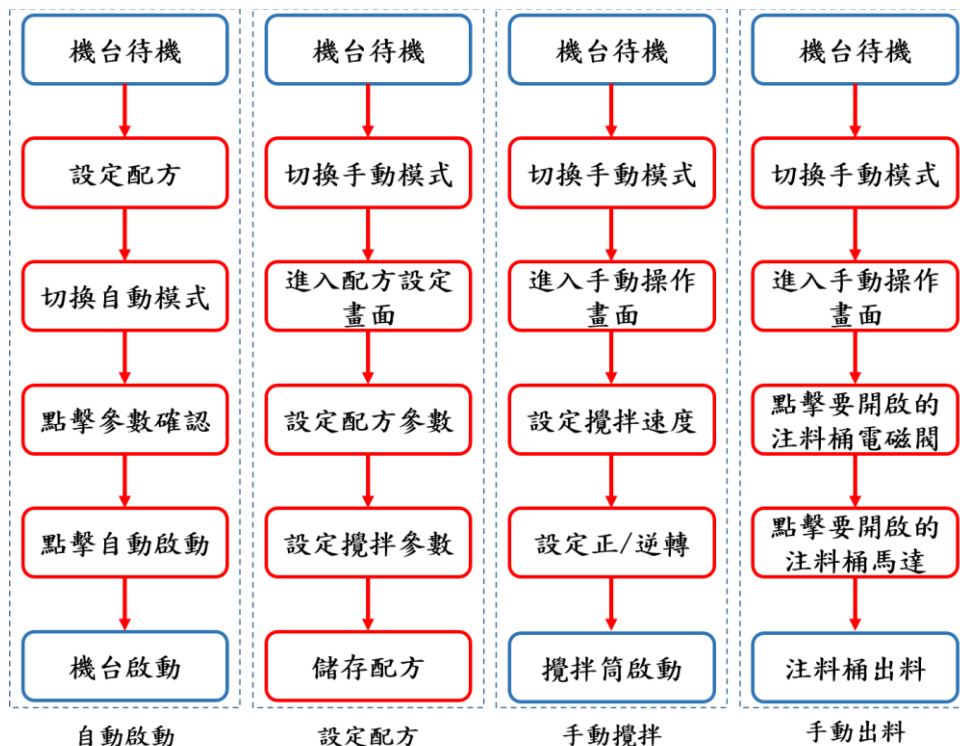 機台待機
設定配方
切換自動模式
點擊參數確認
點擊自動啟動
機台啟動
自動啟動
機台待機
切換手動模式
進入配方設定
畫面
設定配方參數
設定攪拌參數
儲存配方
設定配方
機台待機
切換手動模式
進入手動操作
畫面
設定攪拌速度
設定正/逆轉
攪拌筒啟動
手動攪拌
機台待機
切換手動模式
進入手動操作
畫面
點擊要開啟的
注料桶電磁閥
點擊要開啟的
注料桶馬達
注料桶出料
手動出料